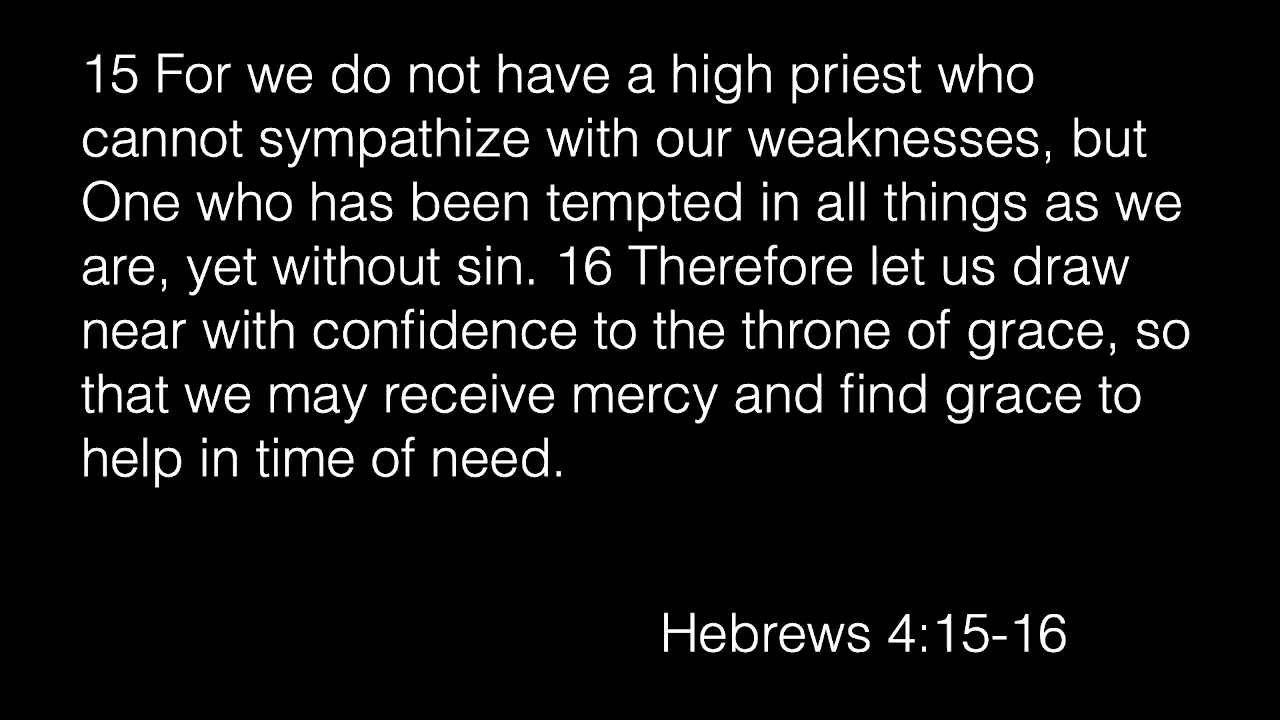 15 For we do not have a high priest who
cannot sympathize with our weaknesses, but
One who has been tempted in all things as we
are, yet without sin. 16 Therefore let us draw
near with confidence to the throne of grace, so
that we may receive mercy and find grace to
help in time of need.
Hebrews 4:15-16